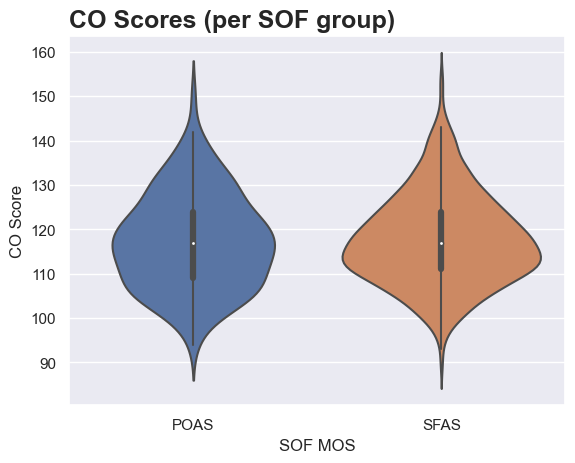 CO Scores (per SOF group)
160
150
140
130
120
110
100
90
CO Score
POAS
SFAS
SOF MOS